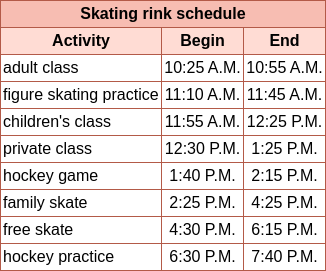 Skating rink schedule
Activity Begin End
adult class 10:25 A.M. 10:55 A.M.
figure skating practice 11:10 A.M. 11:45 A.M.
children's class 11:55 A.M. 12:25 P.M.
private class 12:30 P.M. 1:25 P.M.
hockey game 1:40 P.M. 2:15 P.M.
family skate 2:25 P.M. 4:25 P.M.
free skate 4:30 P.M. 6:15 P.M.
hockey practice 6:30 P.M. 7:40 P.M.